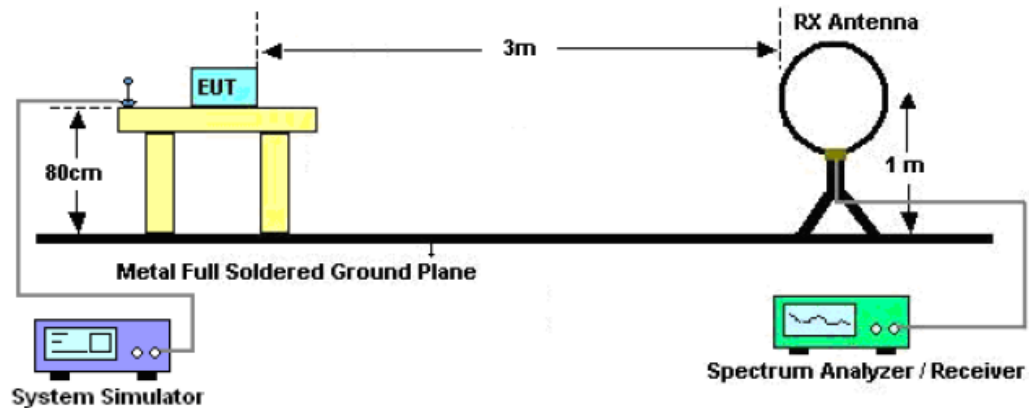 RX Antenna
3m
EUT
80cm
1 m
Metal Full Soldered Ground Plane
System Simulator
Spectrum Analyzer / Receiver